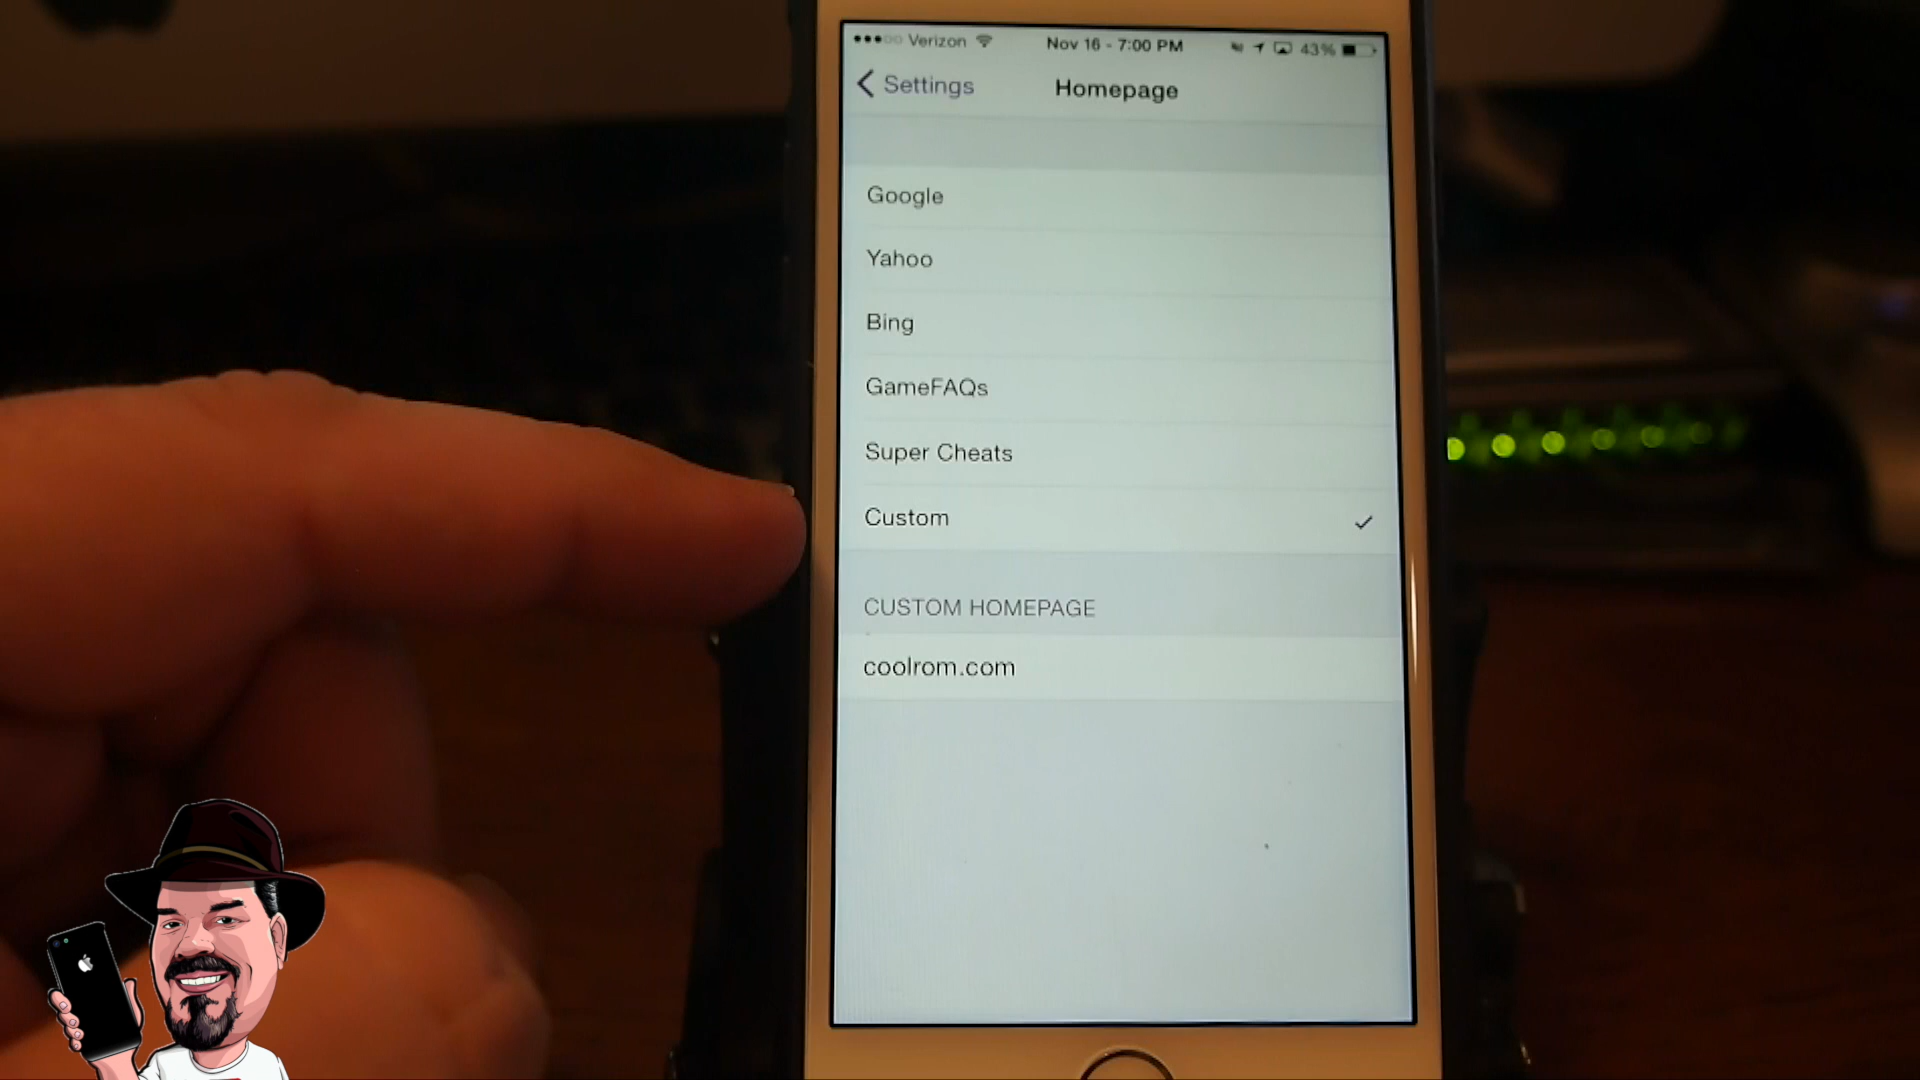 Verizon
Nov 16 - 7:00 PM
43%
Settings
Homepage
Google
Yahoo
Bing
GameFAQs
Super Cheats
Custom
CUSTOM HOMEPAGE
coolrom.com